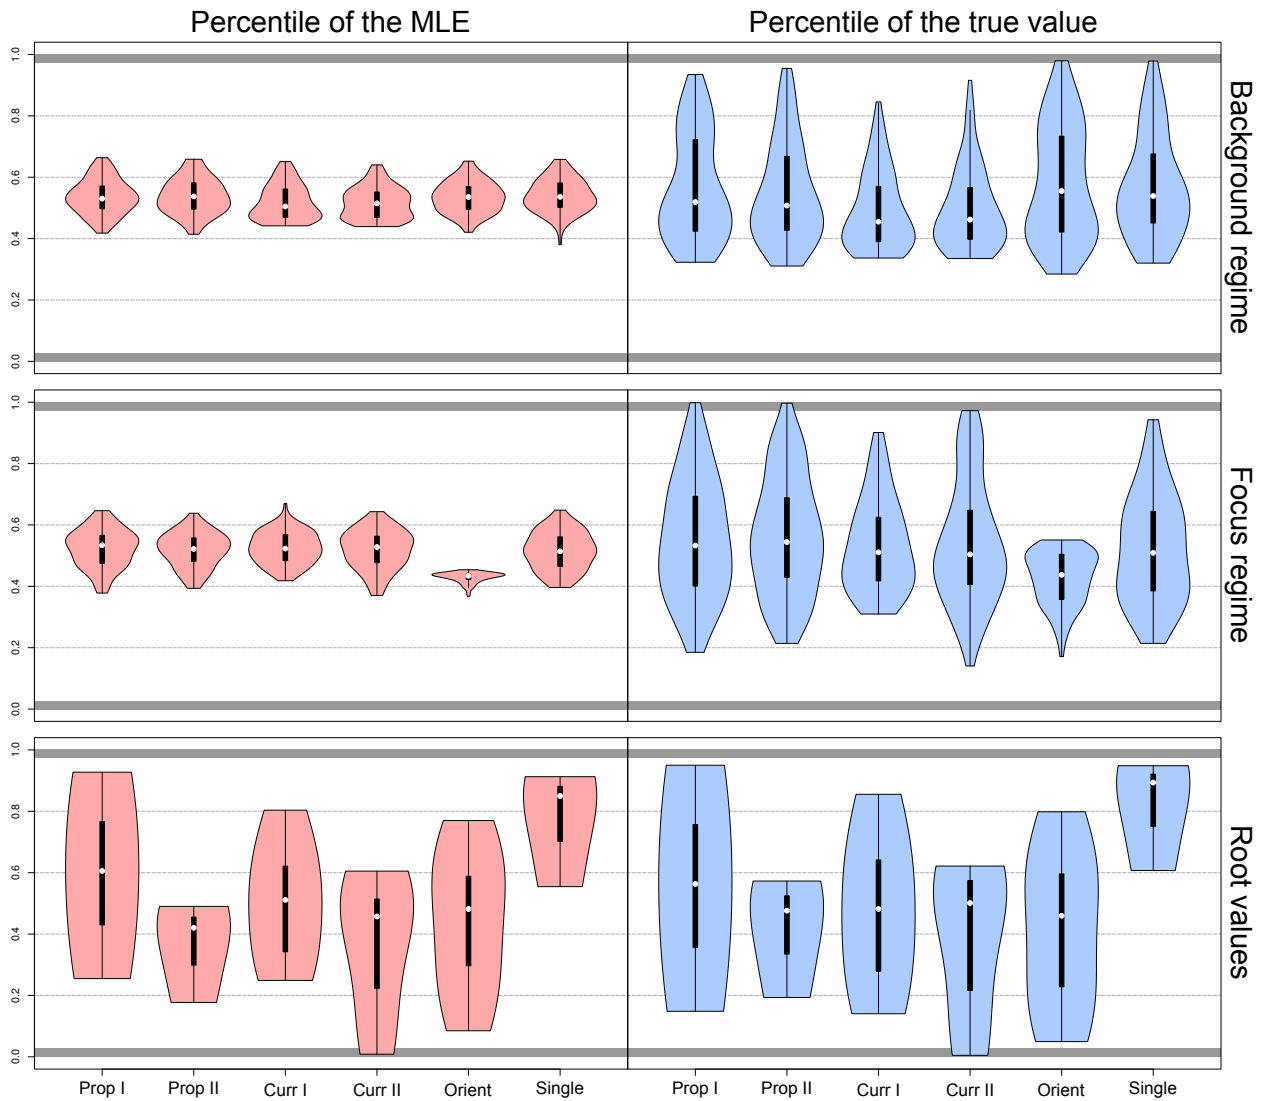 Percentile of the MLE
Percentile of the true value
1.0
0.8
0.6
0.4
0.2
0.0
Background regime
1.0
0.8
0.6
0.4
0.2
0.0
Focus regime
1.0
0.8
0.6
0.4
0.2
0.0
Root values
Prop I Prop II Curr I Curr II Orient Single
Prop I Prop II Curr I Curr II Orient Single